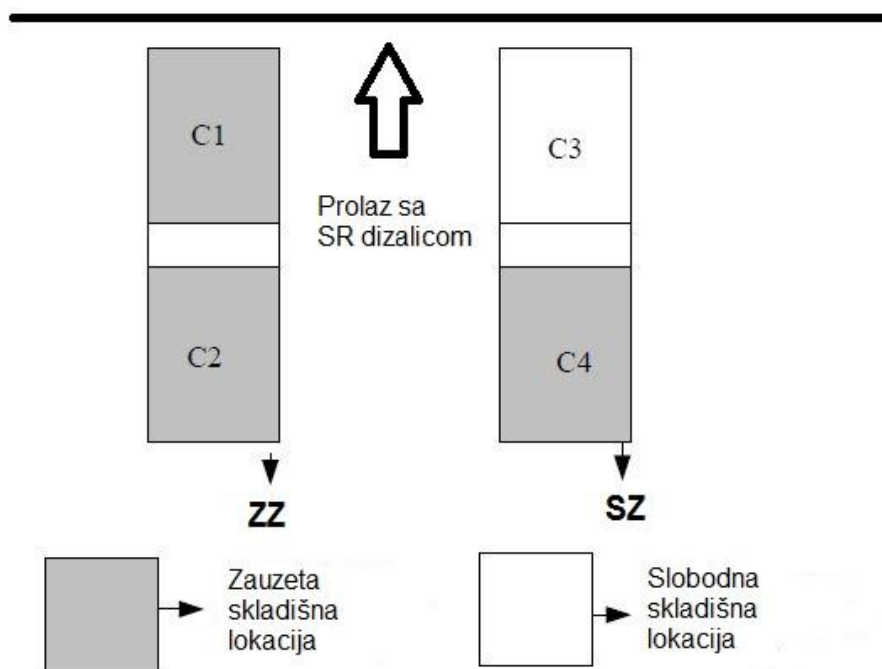 C1
C3
Prolaz sa
SR dizalicom
C2
C4
ZZ
SZ
Zauzeta
skladišna
lokacija
Slobodna
skladišna
lokacija